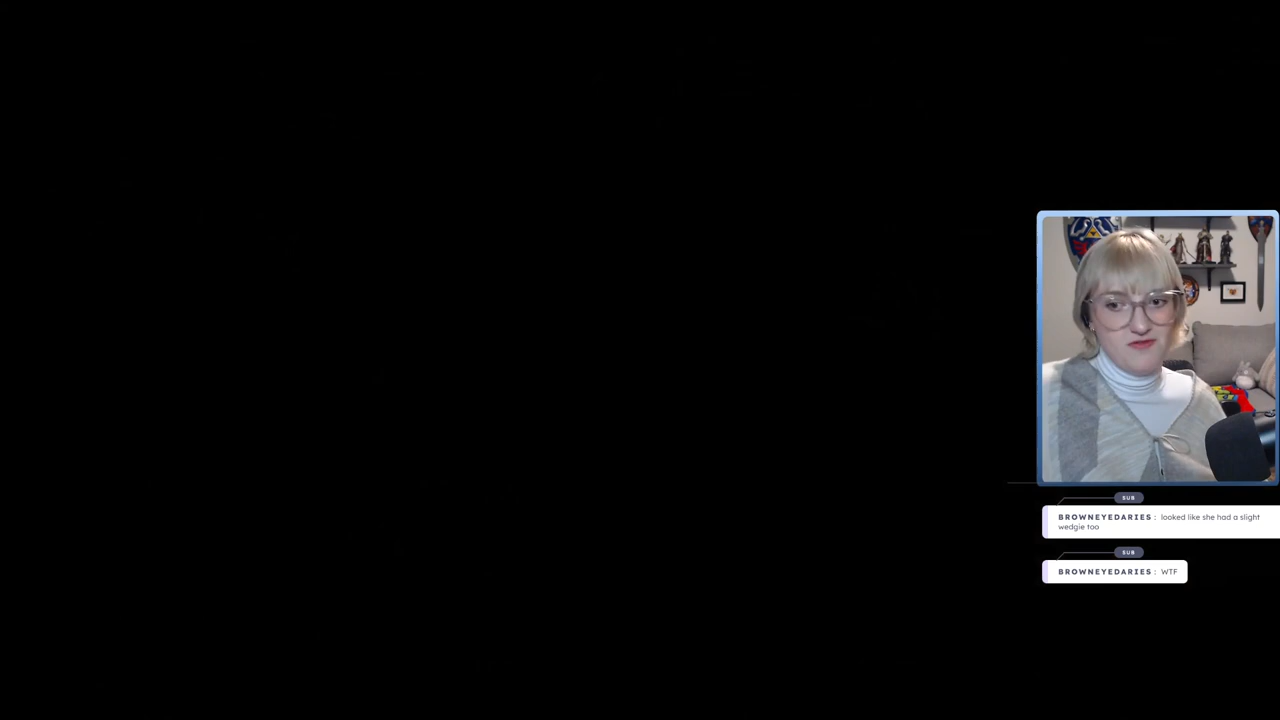 SUB
BROWNEYEDARIES: looked like she had a slight
wedgie too
SUB
BROWNEYEDARIES: WTF